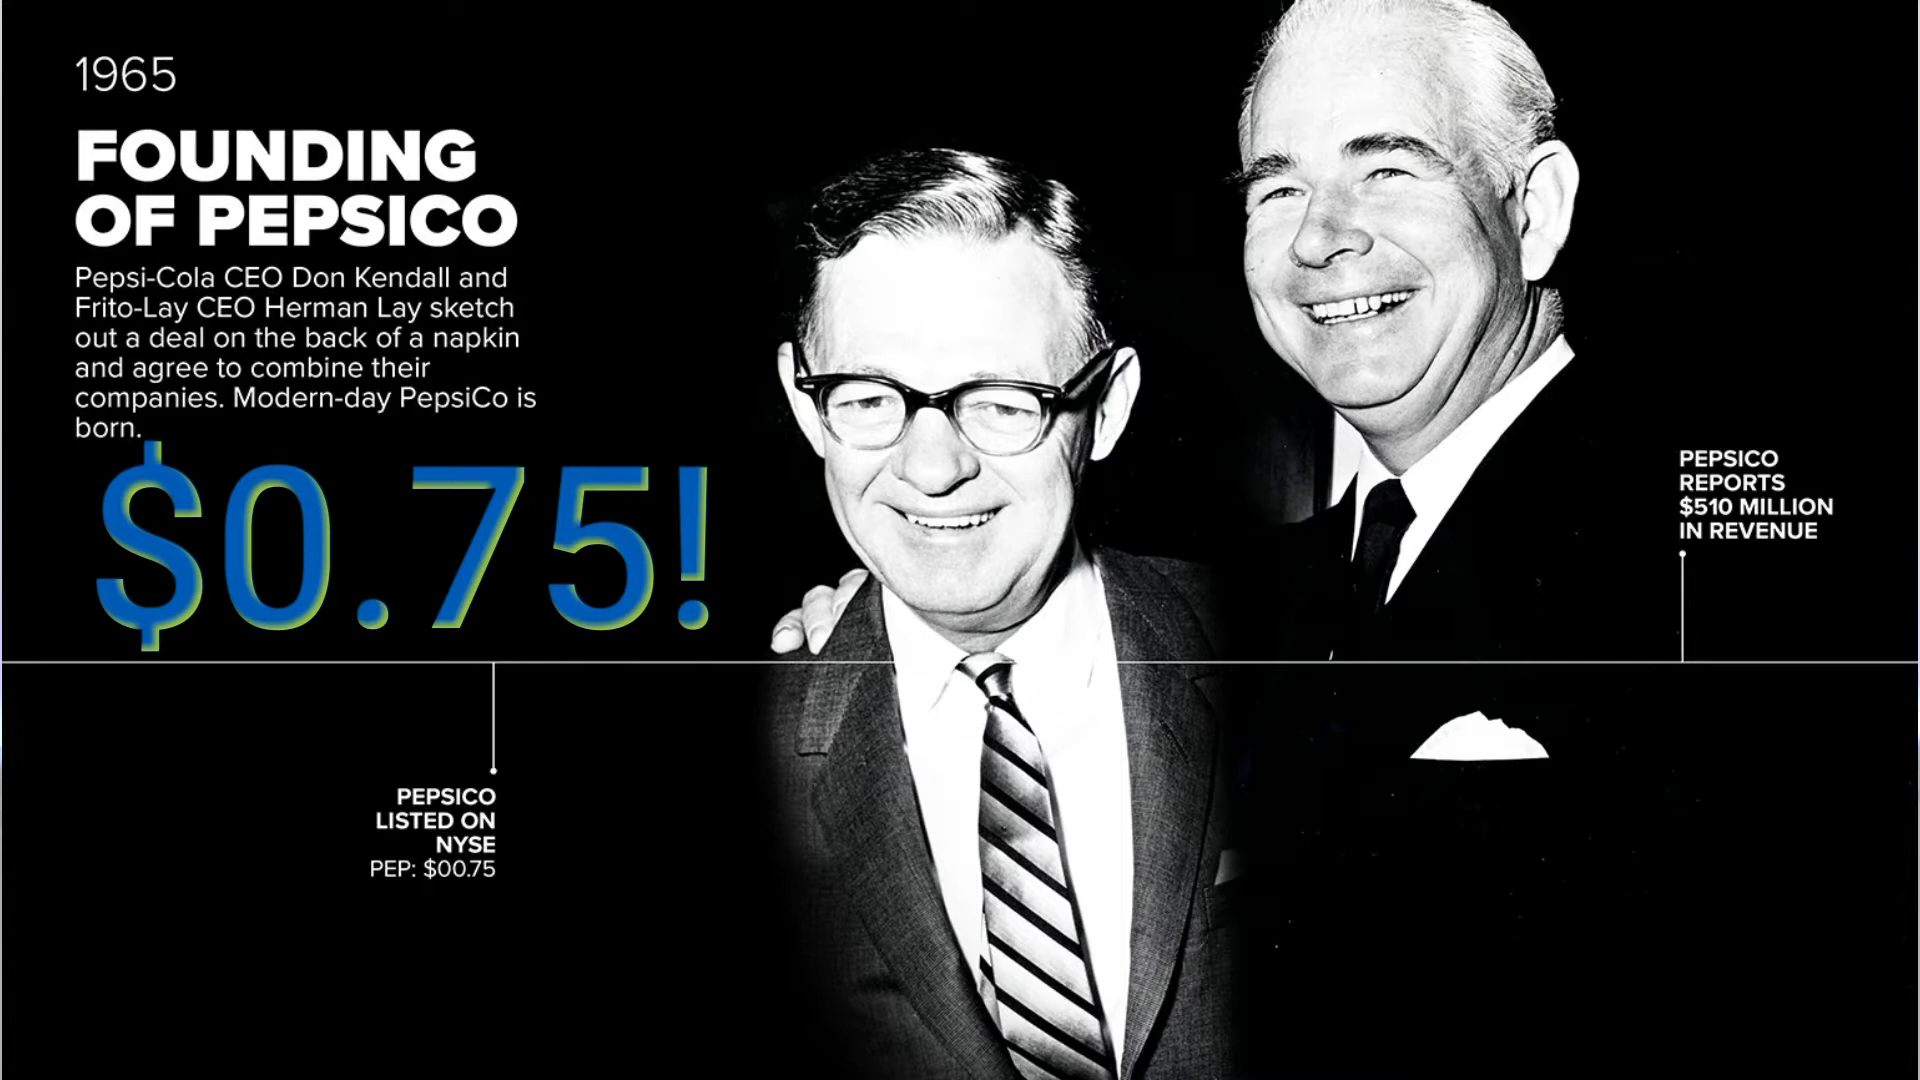 1965
FOUNDING
OF PEPSICO
Pepsi-Cola CEO Don Kendall and
Frito-Lay CEO Herman Lay sketch
out a deal on the back of a napkin
and agree to combine their
companies. Modern-day PepsiCo is
born.
$0.75!
PEPSICO
REPORTS
$510 MILLION
IN REVENUE
PEPSICO
LISTED ON
NYSE
PEP: $00.75